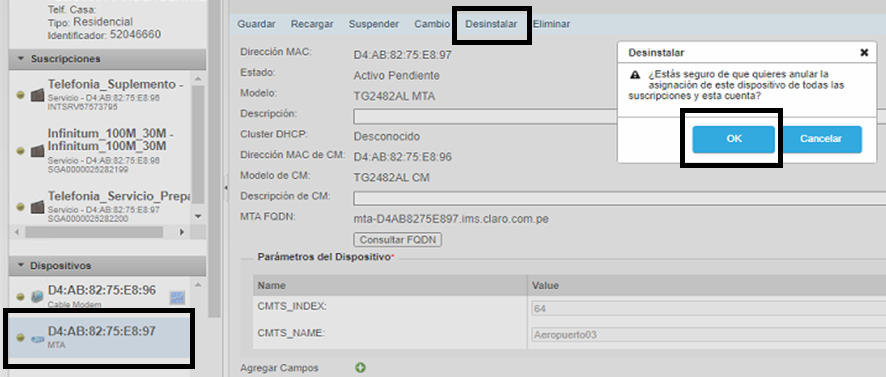 Telf. Casa:
Tipo: Residencial
Identificador: 52046660
Suscripciones
Telefonia_Suplemento -
Servicio - D4:AB:82:75:E8:96
INTSRV67573795
Infinitum_100M_30M -
Infinitum_100M_30M
Servicio - D4:AB:82:75:E8:96
SGA0000025282199
Telefonia_Servicio_Prepa
Servicio - D4:AB:82:75:E8:97
SGA0000025282200
Dispositivos
D4:AB:82:75:E8:96
Cable Modem
D4:AB:82:75:E8:97
MTA
Guardar Recargar Suspender Cambio Desinstalar Eliminar
Dirección MAC: D4:AB:82:75:E8:97
Estado: Activo Pendiente
Modelo: TG2482AL MTA
Descripción:
Cluster DHCP: Desconocido
Dirección MAC de CM: D4:AB:82:75:E8:96
Modelo de CM: TG2482AL CM
Descripción de CM:
MTA FQDN: mta-D4AB8275E897.ims.claro.com.pe
Consultar FQDN
Parámetros del Dispositivo*
Name Value
CMTS_INDEX: 64
CMTS_NAME: Aeropuerto03
Agregar Campos
Desinstalar
¿Estás seguro de que quieres anular la
asignación de este dispositivo de todas las
suscripciones y esta cuenta?
OK Cancelar